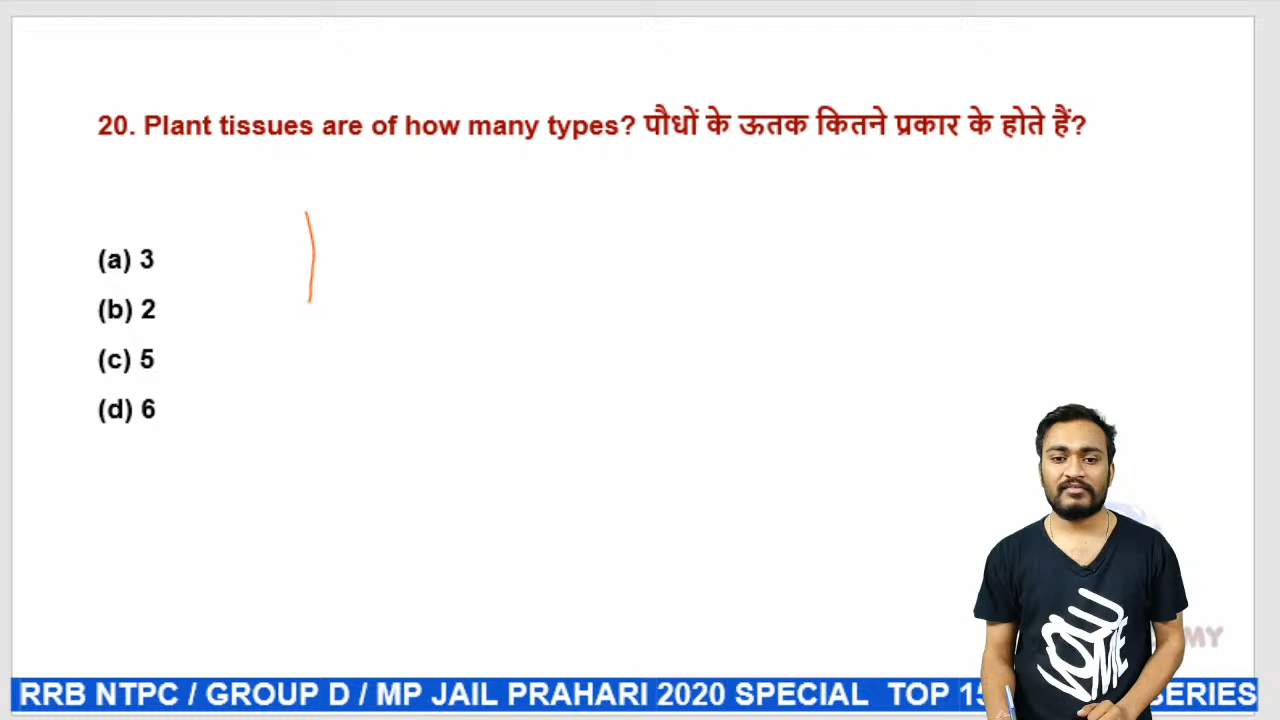 20. Plant tissues are of how many types? पौधों के ऊतक कितने प्रकार के होते हैं?
(a) 3
(b) 2
(c) 5
(d) 6
RRB NTPC / GROUP D / MP JAIL PRAHARI 2020 SPECIAL TOP 15 SERIES